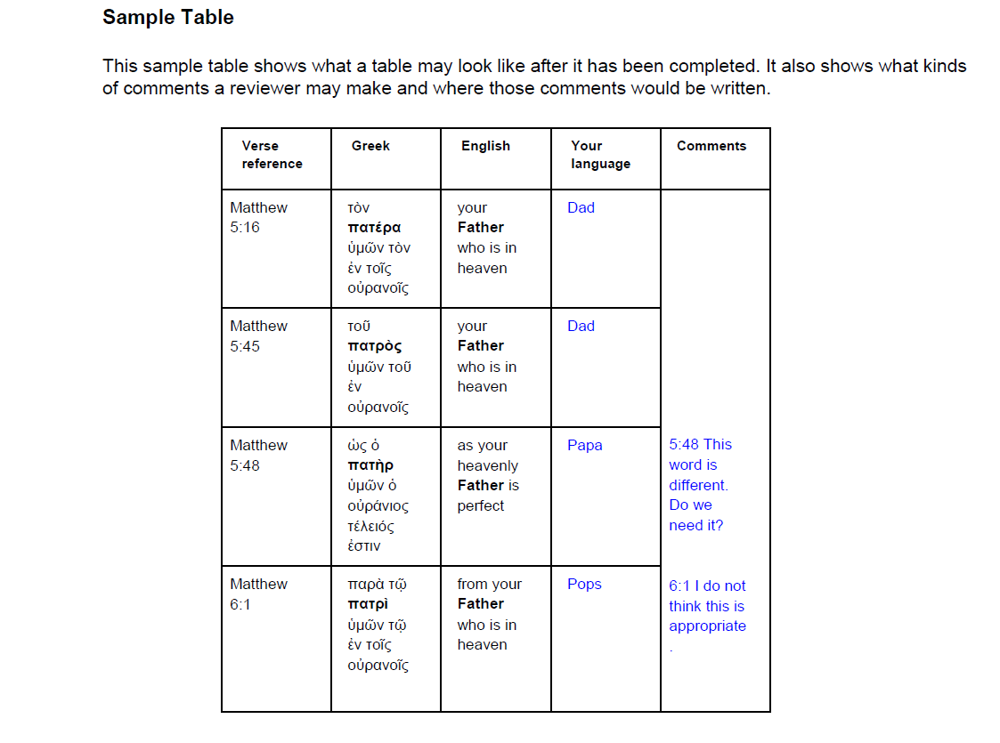 Sample Table
This sample table shows what a table may look like after it has been completed. It also shows what kinds
of comments a reviewer may make and where those comments would be written.
Verse
reference
Greek
English
Your
language
Comments
Matthew
5:16
τὸν
πατέρα
ὑμῶν τὸν
ἐν τοῖς
οὐρανοῖς
your
Father
who is in
heaven
Dad
Matthew
5:45
τοῦ
πατρὸς
ὑμῶν τοῦ
ἐν
οὐρανοῖς
your
Father
who is in
heaven
Dad
Matthew
5:48
ὡς ὁ
πατὴρ
ὑμῶν ὁ
οὐράνιος
τέλειός
ἐστιν
as your
heavenly
Father is
perfect
Papa
5:48 This
word is
different.
Do we
need it?
Matthew
6:1
παρὰ τῷ
πατρὶ
ὑμῶν τῷ
ἐν τοῖς
οὐρανοῖς
from your
Father
who is in
heaven
Pops
6:1 I do not
think this is
appropriate
.